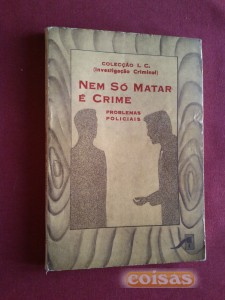 COLECÇÃO I. C.
(Investigação Criminal)
NEM SÓ MATAR
É CRIME
PROBLEMAS
POLICIAIS
coisas